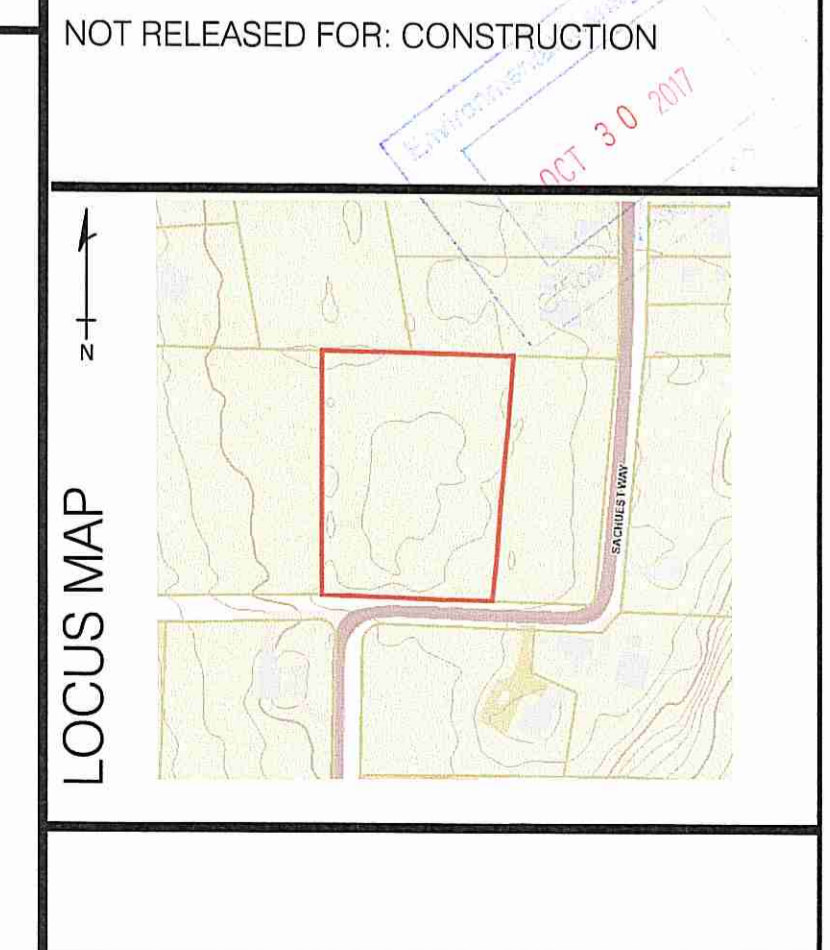 NOT RELEASED FOR: CONSTRUCTION
OCT 30 2017
N
LOCUS MAP
SACHUEST WAY